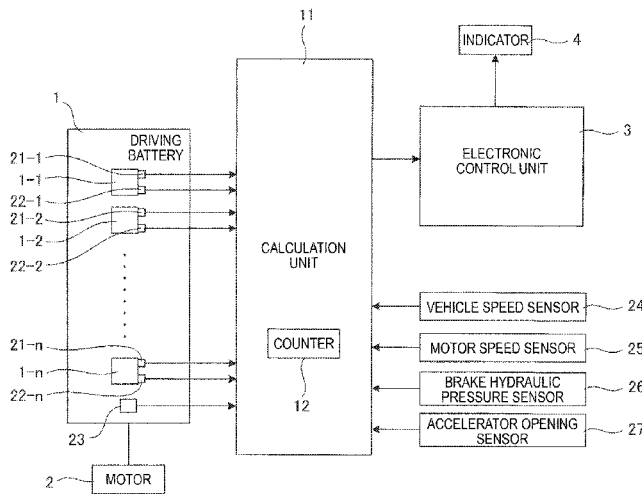 11
INDICATOR
4
1
DRIVING
BATTERY
21-1
1-1
22-1
21-2
1-2
22-2
3
ELECTRONIC
CONTROL UNIT
CALCULATION
UNIT
VEHICLE SPEED SENSOR
24
21-n
COUNTER
MOTOR SPEED SENSOR
25
1-n
22-n
12
BRAKE HYDRAULIC
PRESSURE SENSOR
26
23
ACCELERATOR OPENING
SENSOR
27
2
MOTOR